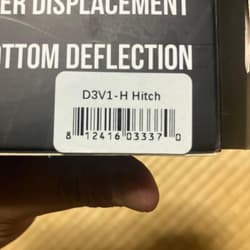 ER DISPLACEMENT
OTTOM DEFLECTION
D3V1-H Hitch
8 12416 03337 0